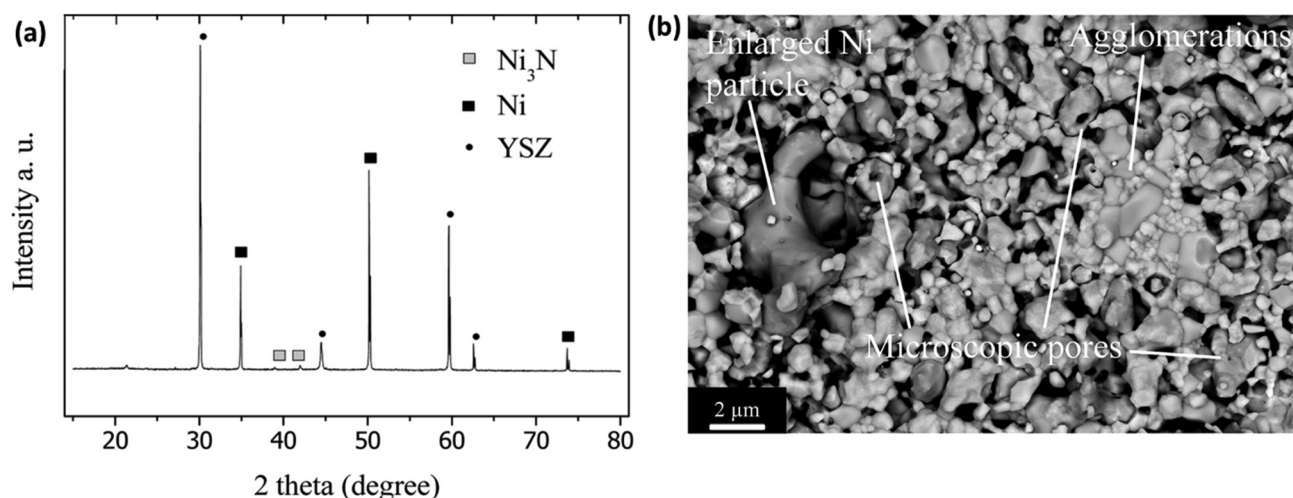 (a)
Intensity a. u.
Ni₃N
Ni
YSZ
20 30 40 50 60 70 80
2 theta (degree)
(b)
Enlarged Ni
particle
Agglomerations
Microscopic pores
2 µm